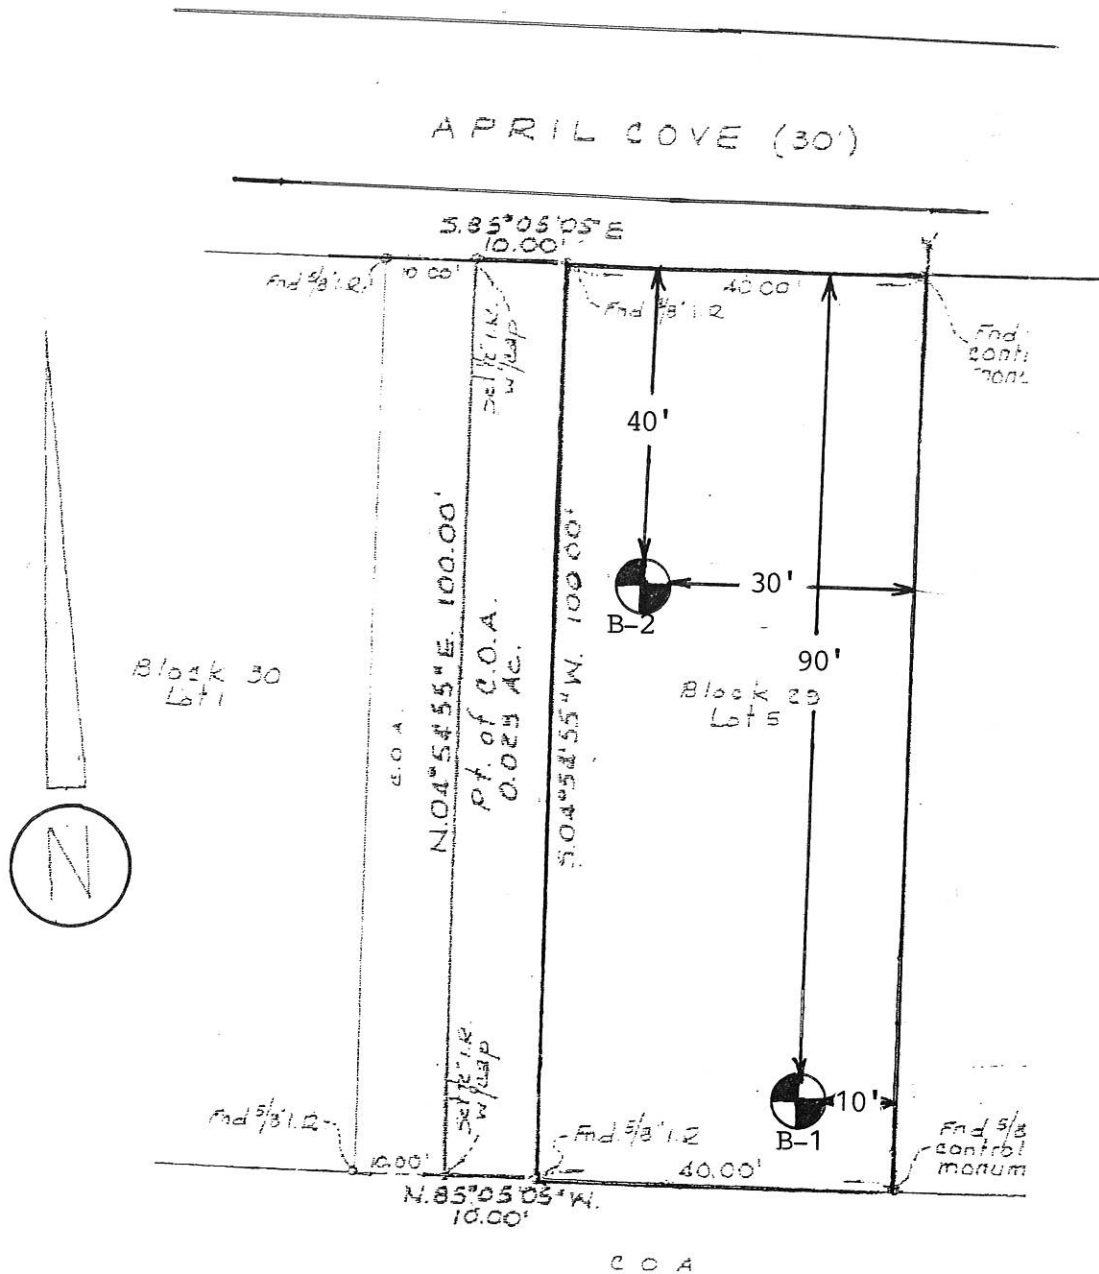 APRIL COVE (30')
S.85°05'05"E
10.00'
10.00'
Fnd 5/8" I.R.
Fnd 5/8" I.R
40.00'
Fnd
w/cap
40'
30'
B-2
90'
Block 30
Lot 1
C.O.A.
N.04°54'55"E. 100.00'
Pt. of C.O.A.
0.023 Ac.
S.04°54'55"W. 100.00'
Block 29
Lot 5
N
10'
B-1
w/cap
Fnd 5/8" I.R.
Fnd. 5/8" I.R
Fnd 5/8
control
monum
10.00'
40.00'
N.85°05'05"W.
10.00'
C O A